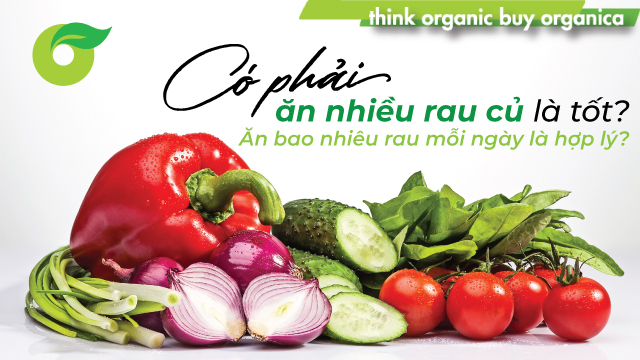 think organic buy organica
Có phải
ăn nhiều rau củ là tốt?
Ăn bao nhiêu rau mỗi ngày là hợp lý?